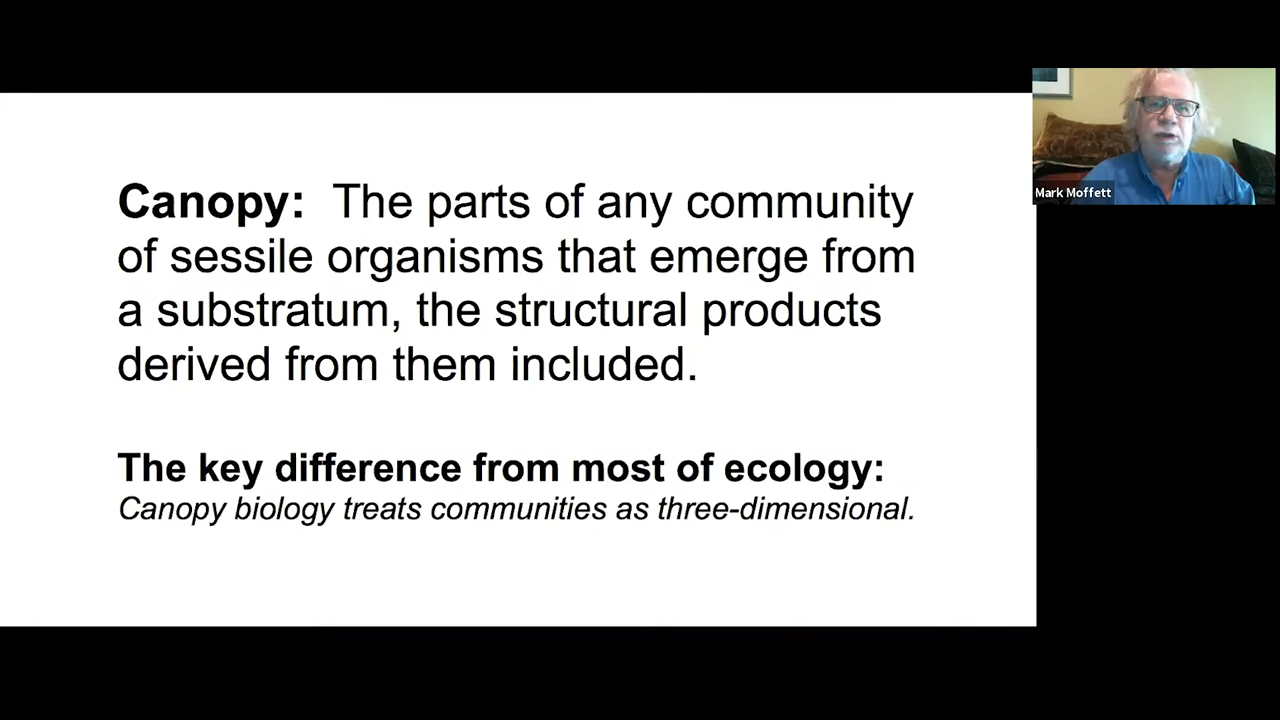 Canopy: The parts of any community
of sessile organisms that emerge from
a substratum, the structural products
derived from them included.
The key difference from most of ecology:
Canopy biology treats communities as three-dimensional.
Mark Moffett